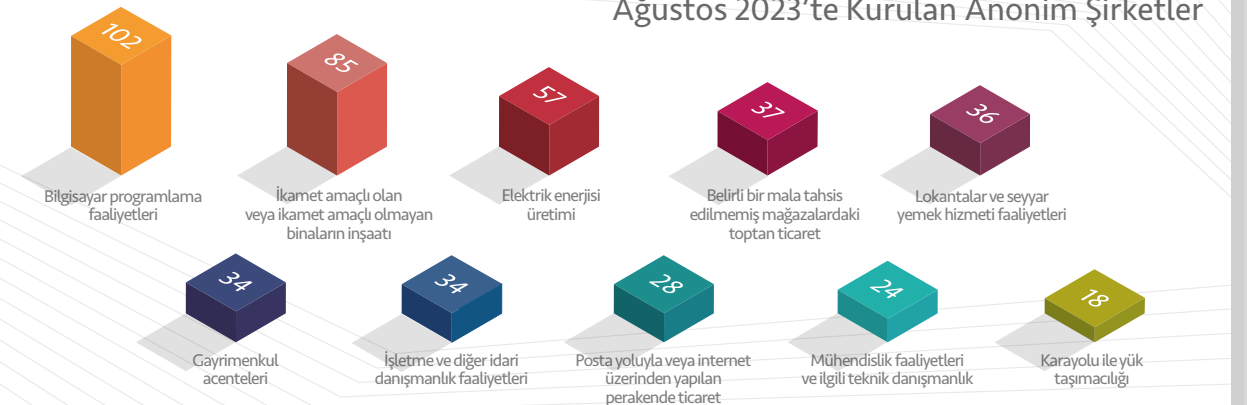 Ağustos 2023'te Kurulan Anonim Şirketler
102
85
57
37
36
Bilgisayar programlama
faaliyetleri
İkamet amaçlı olan
veya ikamet amaçlı olmayan
binaların inşaatı
Elektrik enerjisi
üretimi
Belirli bir mala tahsis
edilmemiş mağazalardaki
toptan ticaret
Lokantalar ve seyyar
yemek hizmeti faaliyetleri
34
34
28
24
18
Gayrimenkul
acenteleri
İşletme ve diğer idari
danışmanlık faaliyetleri
Posta yoluyla veya internet
üzerinden yapılan
perakende ticaret
Mühendislik faaliyetleri
ve ilgili teknik danışmanlık
Karayolu ile yük
taşımacılığı